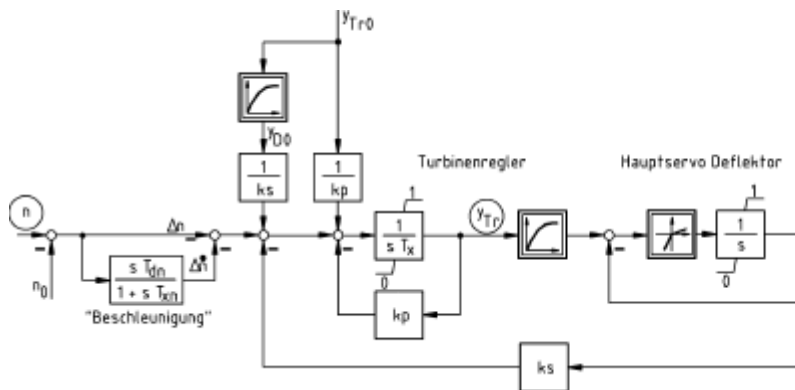 yTr0
yD0
1
ks
1
kp
Turbinenregler
Hauptservo Deflektor
n
Δn
1
s Tx
1
0
yTr
1
s
1
0
n0
s Tdn
1 + s Txn
Δn*
"Beschleunigung"
kp
ks